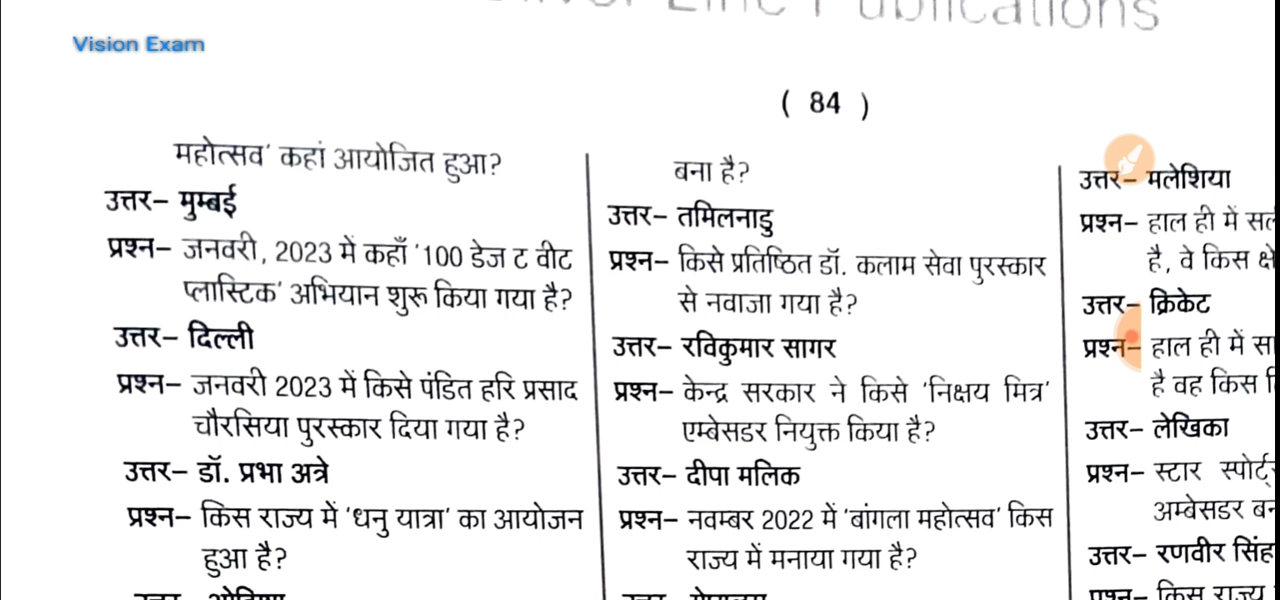 Publications
Vision Exam
( 84 )
महोत्सव' कहां आयोजित हुआ?
उत्तर– मुम्बई
प्रश्न– जनवरी, 2023 में कहाँ '100 डेज ट वीट
प्लास्टिक' अभियान शुरू किया गया है?
उत्तर– दिल्ली
प्रश्न– जनवरी 2023 में किसे पंडित हरि प्रसाद
चौरसिया पुरस्कार दिया गया है?
उत्तर– डॉ. प्रभा अत्रे
प्रश्न– किस राज्य में 'धनु यात्रा' का आयोजन
हुआ है?
बना है?
उत्तर– तमिलनाडु
प्रश्न– किसे प्रतिष्ठित डॉ. कलाम सेवा पुरस्कार
से नवाजा गया है?
उत्तर– रविकुमार सागर
प्रश्न– केन्द्र सरकार ने किसे 'निक्षय मित्र'
एम्बेसडर नियुक्त किया है?
उत्तर– दीपा मलिक
प्रश्न– नवम्बर 2022 में 'बांगला महोत्सव' किस
राज्य में मनाया गया है?
उत्तर– मलेशिया
प्रश्न– हाल ही में
है, वे किस
उत्तर– क्रिकेट
प्रश्न– हाल ही में
है वह किस
उत्तर– लेखिका
प्रश्न– स्टार स्पोर्ट्
अम्बेसडर
उत्तर– रणवीर सिंह
प्रश्न– किस राज्य